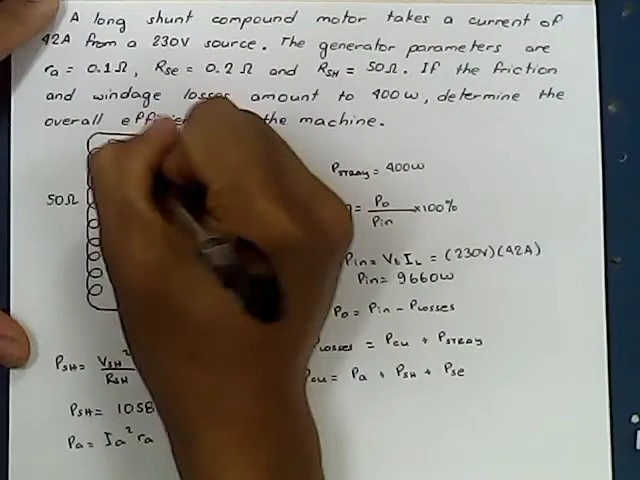 A long shunt compound motor takes a current of
42A from a 230V source. The generator parameters are
ra = 0.1Ω, Rse = 0.2Ω and RSH = 50Ω. If the friction
and windage losses amount to 400W, determine the
overall the machine.
50Ω
PSTRAY = 400W
= Po/Pin x100%
Pin = Vt IL = (230V)(42A)
Pin = 9660W
Po = Pin - Plosses
Plosses = Pcu + PSTRAY
Pcu = Pa + PSH + Pse
PSH = VSH²/RSH
PSH = 1058
Pa = Ia² ra